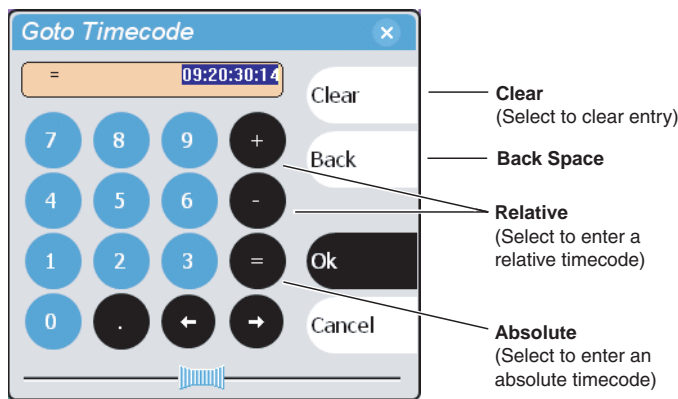 Goto Timecode ×
= 09:20:30:14
Clear
7 8 9 +
Back
4 5 6 -
1 2 3 =
Ok
0 . ← →
Cancel
Clear
(Select to clear entry)
Back Space
Relative
(Select to enter a
relative timecode)
Absolute
(Select to enter an
absolute timecode)